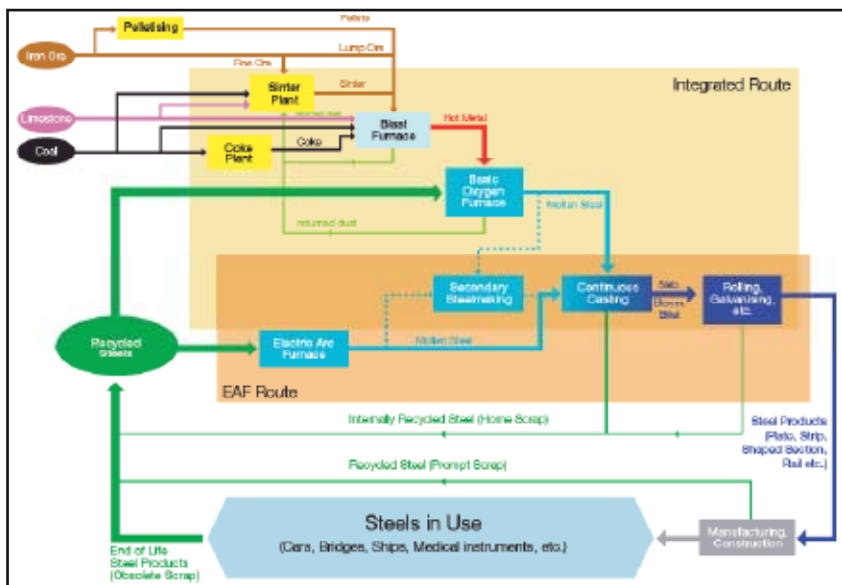 Pellets
Pelletising
Iron Ore
Lump Ore
Fine Ore
Sinter
Plant
Sinter
Integrated Route
Limestone
returned dust
Blast
Furnace
Hot Metal
Coal
Coke
Plant
Coke
Basic
Oxygen
Furnace
Molten Steel
returned dust
Secondary
Steelmaking
Continuous
Casting
Slab,
Bloom,
Billet
Rolling,
Galvanising,
etc.
Recycled
Steels
Electric Arc
Furnace
Molten Steel
EAF Route
Internally Recycled Steel (Home Scrap)
Steel Products
(Plate, Strip,
Shaped Section,
Rail etc.)
Recycled Steel (Prompt Scrap)
Steels in Use
(Cars, Bridges, Ships, Medical instruments, etc.)
Manufacturing,
Construction
End of Life
Steel Products
(Obsolete Scrap)